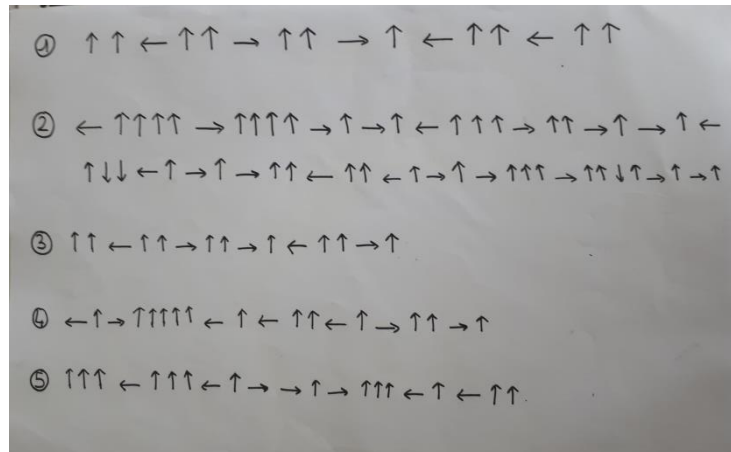 ① ↑ ↑ ← ↑ ↑ → ↑ ↑ → ↑ ← ↑ ↑ ← ↑ ↑
② ← ↑ ↑ ↑ ↑ → ↑ ↑ ↑ ↑ → ↑ → ↑ ← ↑ ↑ ↑ → ↑ ↑ → ↑ → ↑ ←
↑ ↓ ↓ ← ↑ → ↑ → ↑ ↑ ← ↑ ↑ ← ↑ → ↑ → ↑ ↑ ↑ → ↑ ↑ ↓ ↑ → ↑ → ↑
③ ↑ ↑ ← ↑ ↑ → ↑ ↑ → ↑ ← ↑ ↑ → ↑
④ ← ↑ → ↑ ↑ ↑ ↑ ↑ ← ↑ ← ↑ ↑ ← ↑ → ↑ ↑ → ↑
⑤ ↑ ↑ ↑ ← ↑ ↑ ↑ ← ↑ → → ↑ → ↑ ↑ ↑ ← ↑ ← ↑ ↑